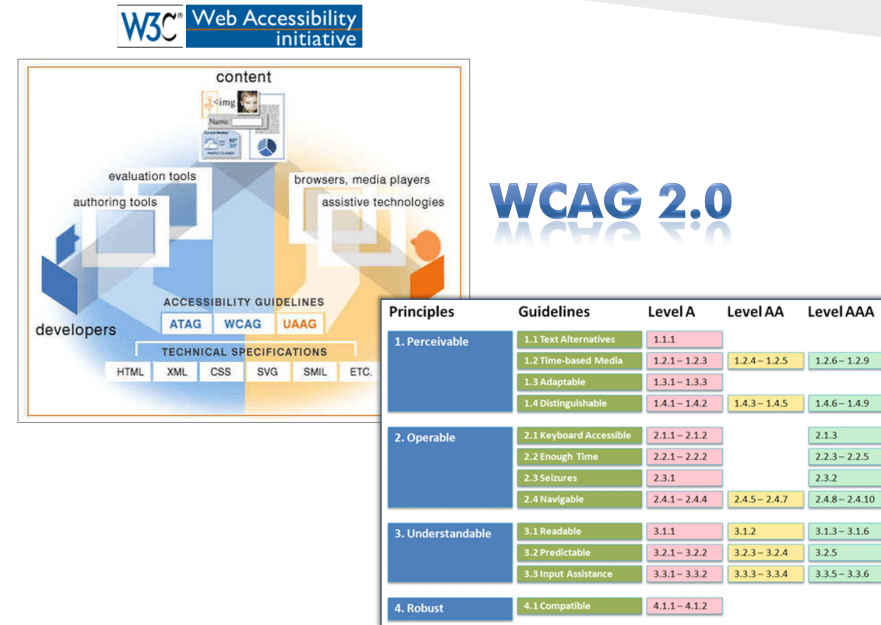 W3C® Web Accessibility
initiative
content
<img
Name:
evaluation tools
browsers, media players
authoring tools
assistive technologies
WCAG 2.0
developers
ACCESSIBILITY GUIDELINES
ATAG WCAG UAAG
TECHNICAL SPECIFICATIONS
HTML XML CSS SVG SMIL ETC.
Principles Guidelines Level A Level AA Level AAA
1. Perceivable 1.1 Text Alternatives 1.1.1
1.2 Time-based Media 1.2.1 – 1.2.3 1.2.4 – 1.2.5 1.2.6 – 1.2.9
1.3 Adaptable 1.3.1 – 1.3.3
1.4 Distinguishable 1.4.1 – 1.4.2 1.4.3 – 1.4.5 1.4.6 – 1.4.9
2. Operable 2.1 Keyboard Accessible 2.1.1 – 2.1.2 2.1.3
2.2 Enough Time 2.2.1 – 2.2.2 2.2.3 – 2.2.5
2.3 Seizures 2.3.1 2.3.2
2.4 Navigable 2.4.1 – 2.4.4 2.4.5 – 2.4.7 2.4.8 – 2.4.10
3. Understandable 3.1 Readable 3.1.1 3.1.2 3.1.3 – 3.1.6
3.2 Predictable 3.2.1 – 3.2.2 3.2.3 – 3.2.4 3.2.5
3.3 Input Assistance 3.3.1 – 3.3.2 3.3.3 – 3.3.4 3.3.5 – 3.3.6
4. Robust 4.1 Compatible 4.1.1 – 4.1.2